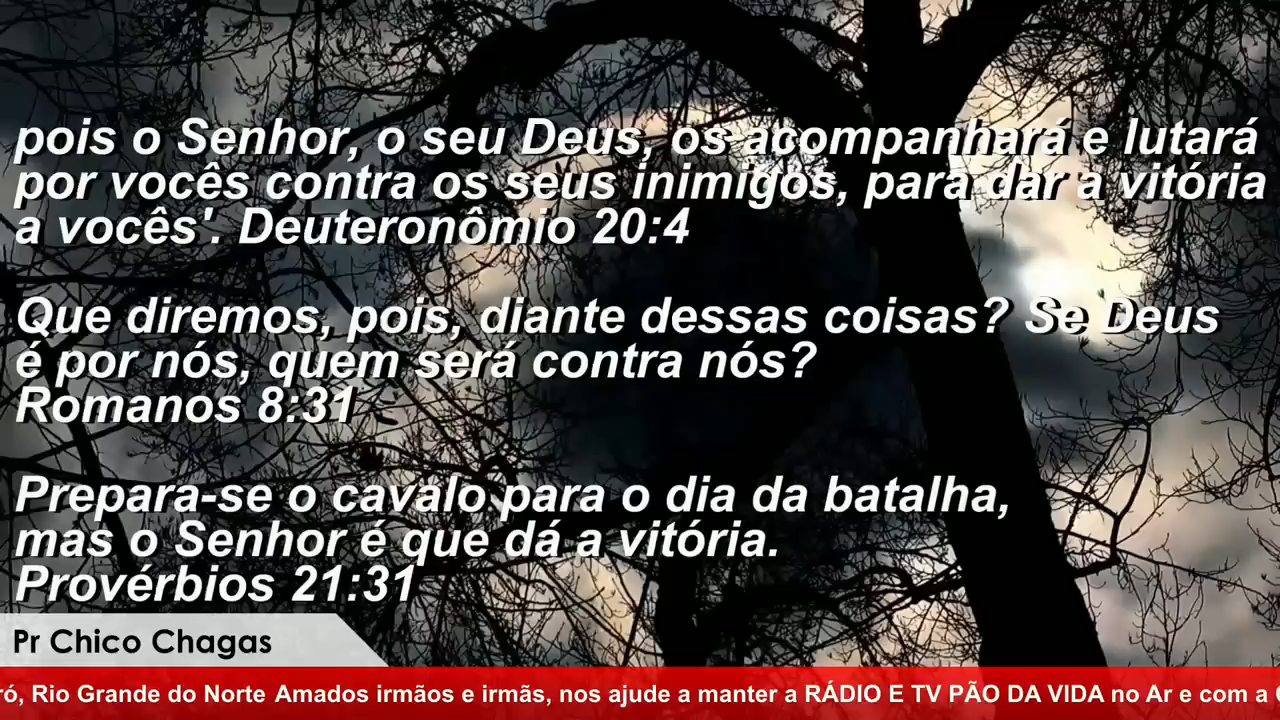 pois o Senhor, o seu Deus, os acompanhará e lutará
por vocês contra os seus inimigos, para dar a vitória
a vocês'. Deuteronômio 20:4
Que diremos, pois, diante dessas coisas? Se Deus
é por nós, quem será contra nós?
Romanos 8:31
Prepara-se o cavalo para o dia da batalha,
mas o Senhor é que dá a vitória.
Provérbios 21:31
Pr Chico Chagas
ró, Rio Grande do Norte Amados irmãos e irmãs, nos ajude a manter a RÁDIO E TV PÃO DA VIDA no Ar e com a